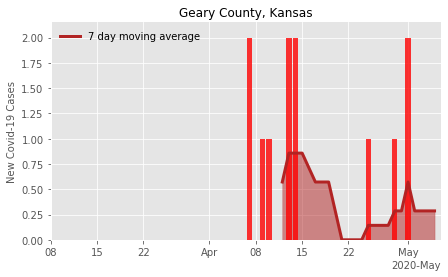 Geary County, Kansas
7 day moving average
New Covid-19 Cases
2.00
1.75
1.50
1.25
1.00
0.75
0.50
0.25
0.00
08 15 22 Apr 08 15 22 May
2020-May